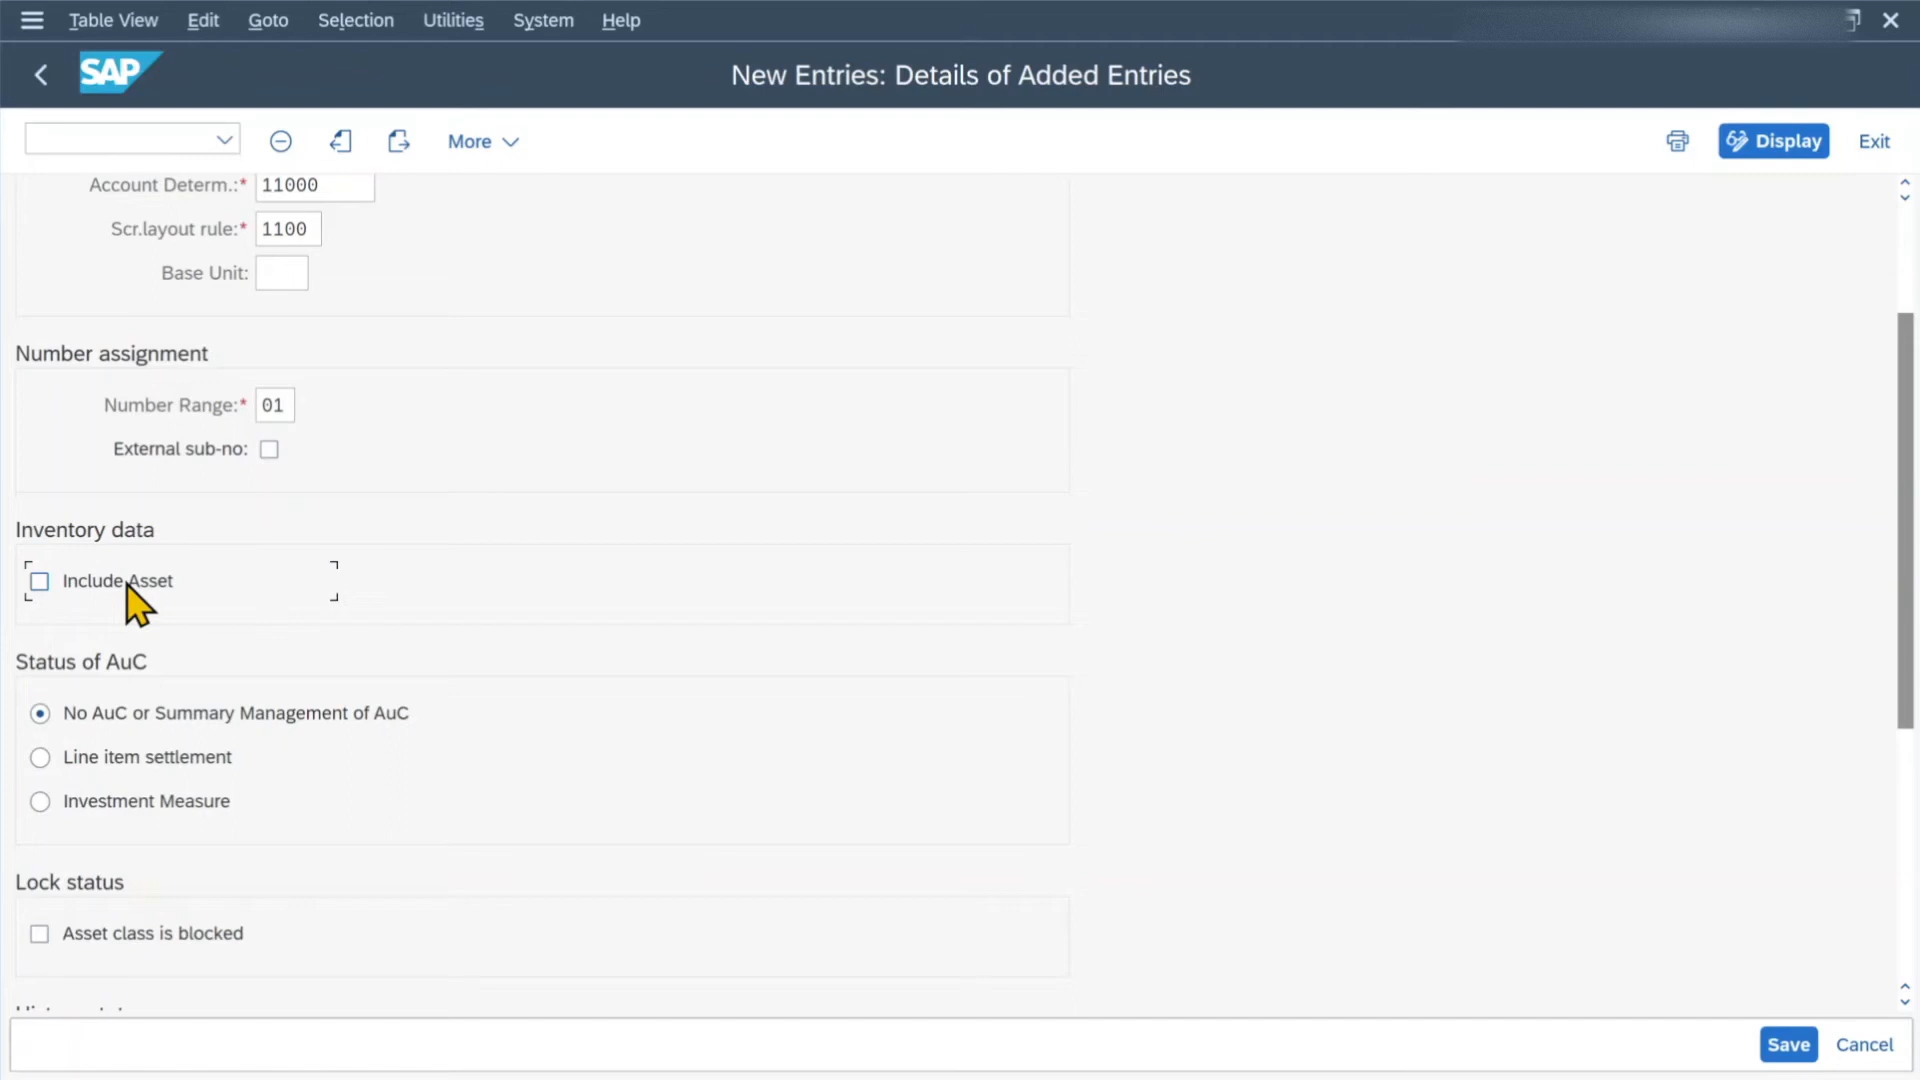 Table View Edit Goto Selection Utilities System Help
SAP New Entries: Details of Added Entries
More Display Exit
Account Determ.:* 11000
Scr.layout rule:* 1100
Base Unit:
Number assignment
Number Range:* 01
External sub-no:
Inventory data
Include Asset
Status of AuC
No AuC or Summary Management of AuC
Line item settlement
Investment Measure
Lock status
Asset class is blocked
Save Cancel